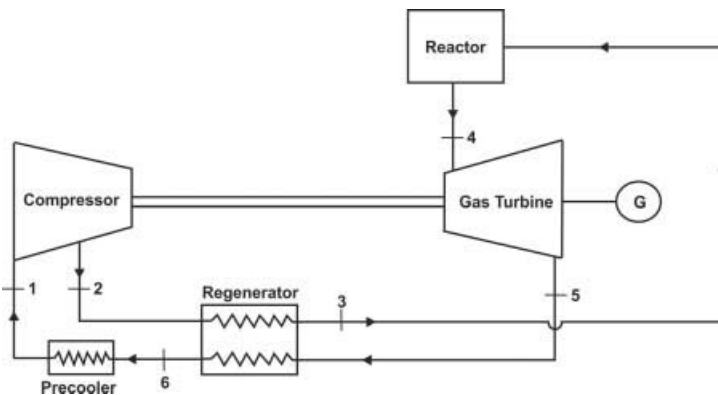 Reactor
4
Compressor
Gas Turbine
G
1
2
Regenerator
3
5
6
Precooler